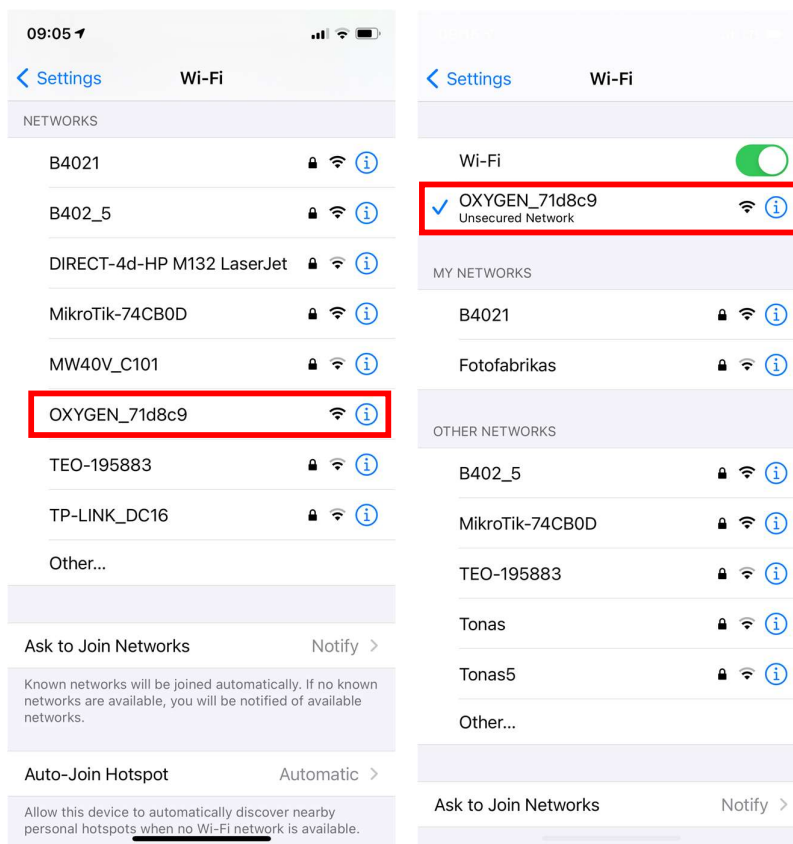 09:05
Settings
Wi-Fi
NETWORKS
B4021
B402_5
DIRECT-4d-HP M132 LaserJet
MikroTik-74CB0D
MW40V_C101
OXYGEN_71d8c9
TEO-195883
TP-LINK_DC16
Other...
Ask to Join Networks
Notify
Known networks will be joined automatically. If no known
networks are available, you will be notified of available
networks.
Auto-Join Hotspot
Automatic
Allow this device to automatically discover nearby
personal hotspots when no Wi-Fi network is available.
Settings
Wi-Fi
Wi-Fi
OXYGEN_71d8c9
Unsecured Network
MY NETWORKS
B4021
Fotofabrikas
OTHER NETWORKS
B402_5
MikroTik-74CB0D
TEO-195883
Tonas
Tonas5
Other...
Ask to Join Networks
Notify